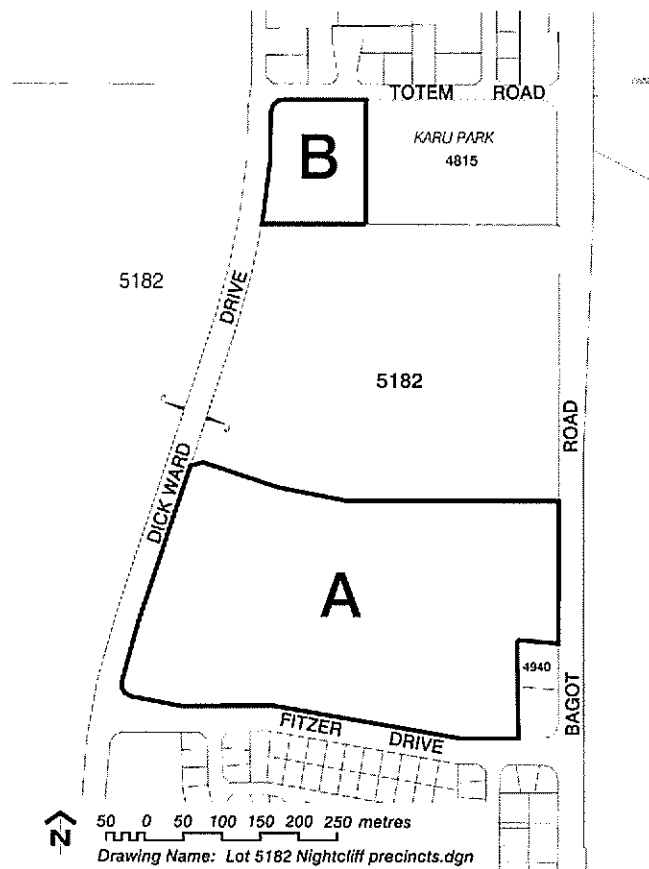 TOTEM ROAD
B
KARU PARK
4815
5182
DRIVE
5182
ROAD
DICK WARD
A
4940
BAGOT
FITZER DRIVE
N
50 0 50 100 150 200 250 metres
Drawing Name: Lot 5182 Nightcliff precincts.dgn